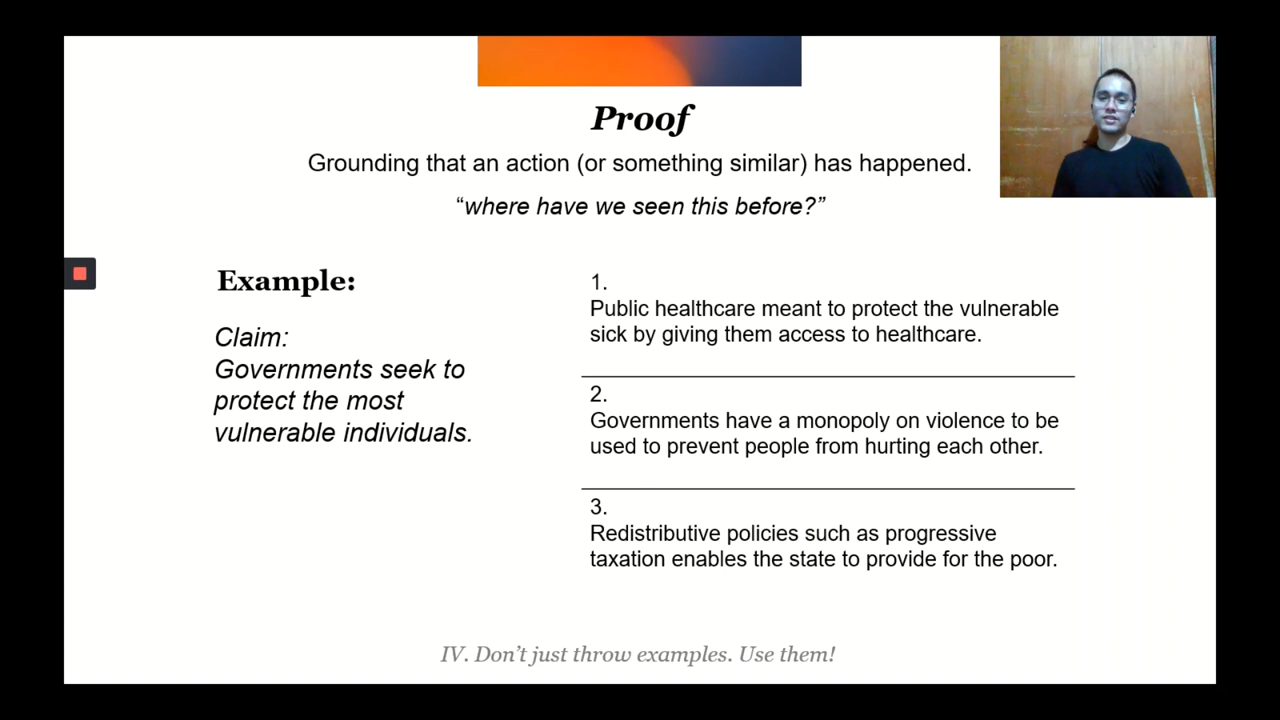 Proof
Grounding that an action (or something similar) has happened.
“where have we seen this before?”
Example:
Claim:
Governments seek to
protect the most
vulnerable individuals.
1.
Public healthcare meant to protect the vulnerable
sick by giving them access to healthcare.
2.
Governments have a monopoly on violence to be
used to prevent people from hurting each other.
3.
Redistributive policies such as progressive
taxation enables the state to provide for the poor.
IV. Don’t just throw examples. Use them!